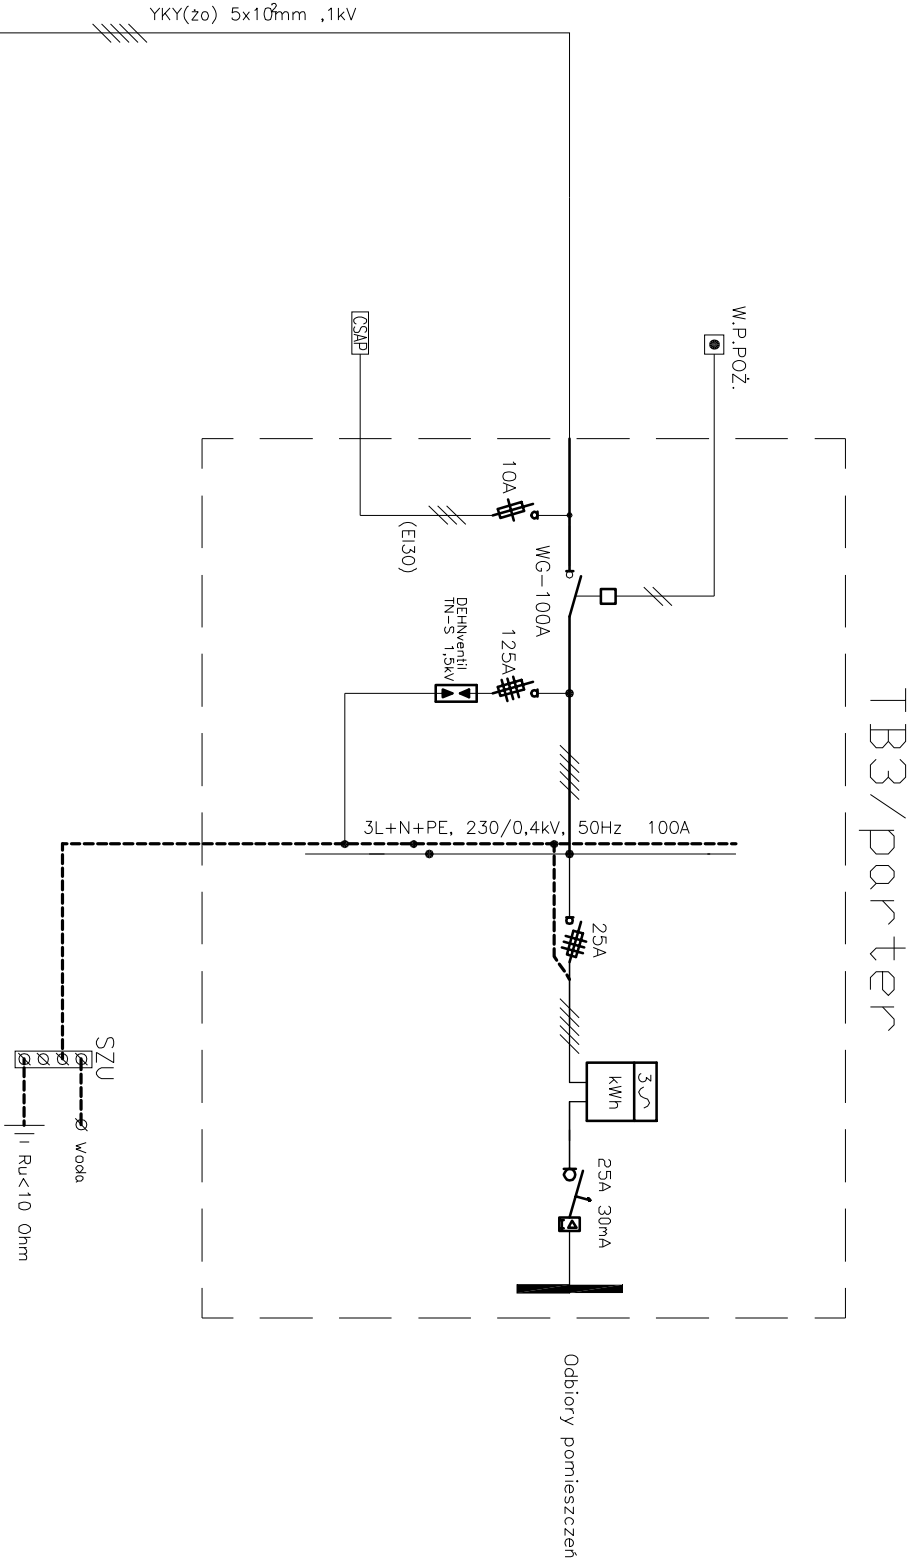 YKY(żo) 5x10mm² ,1kV
W.P.POŻ.
CSAP
10A
(EI30)
WG-100A
DEHNventil
TN-S 1,5kV
125A
TB3/parter
3L+N+PE, 230/0,4kV, 50Hz 100A
25A
3
kWh
25A 30mA
SZU
Woda
Ru<10 Ohm
Odbiory pomieszczeń